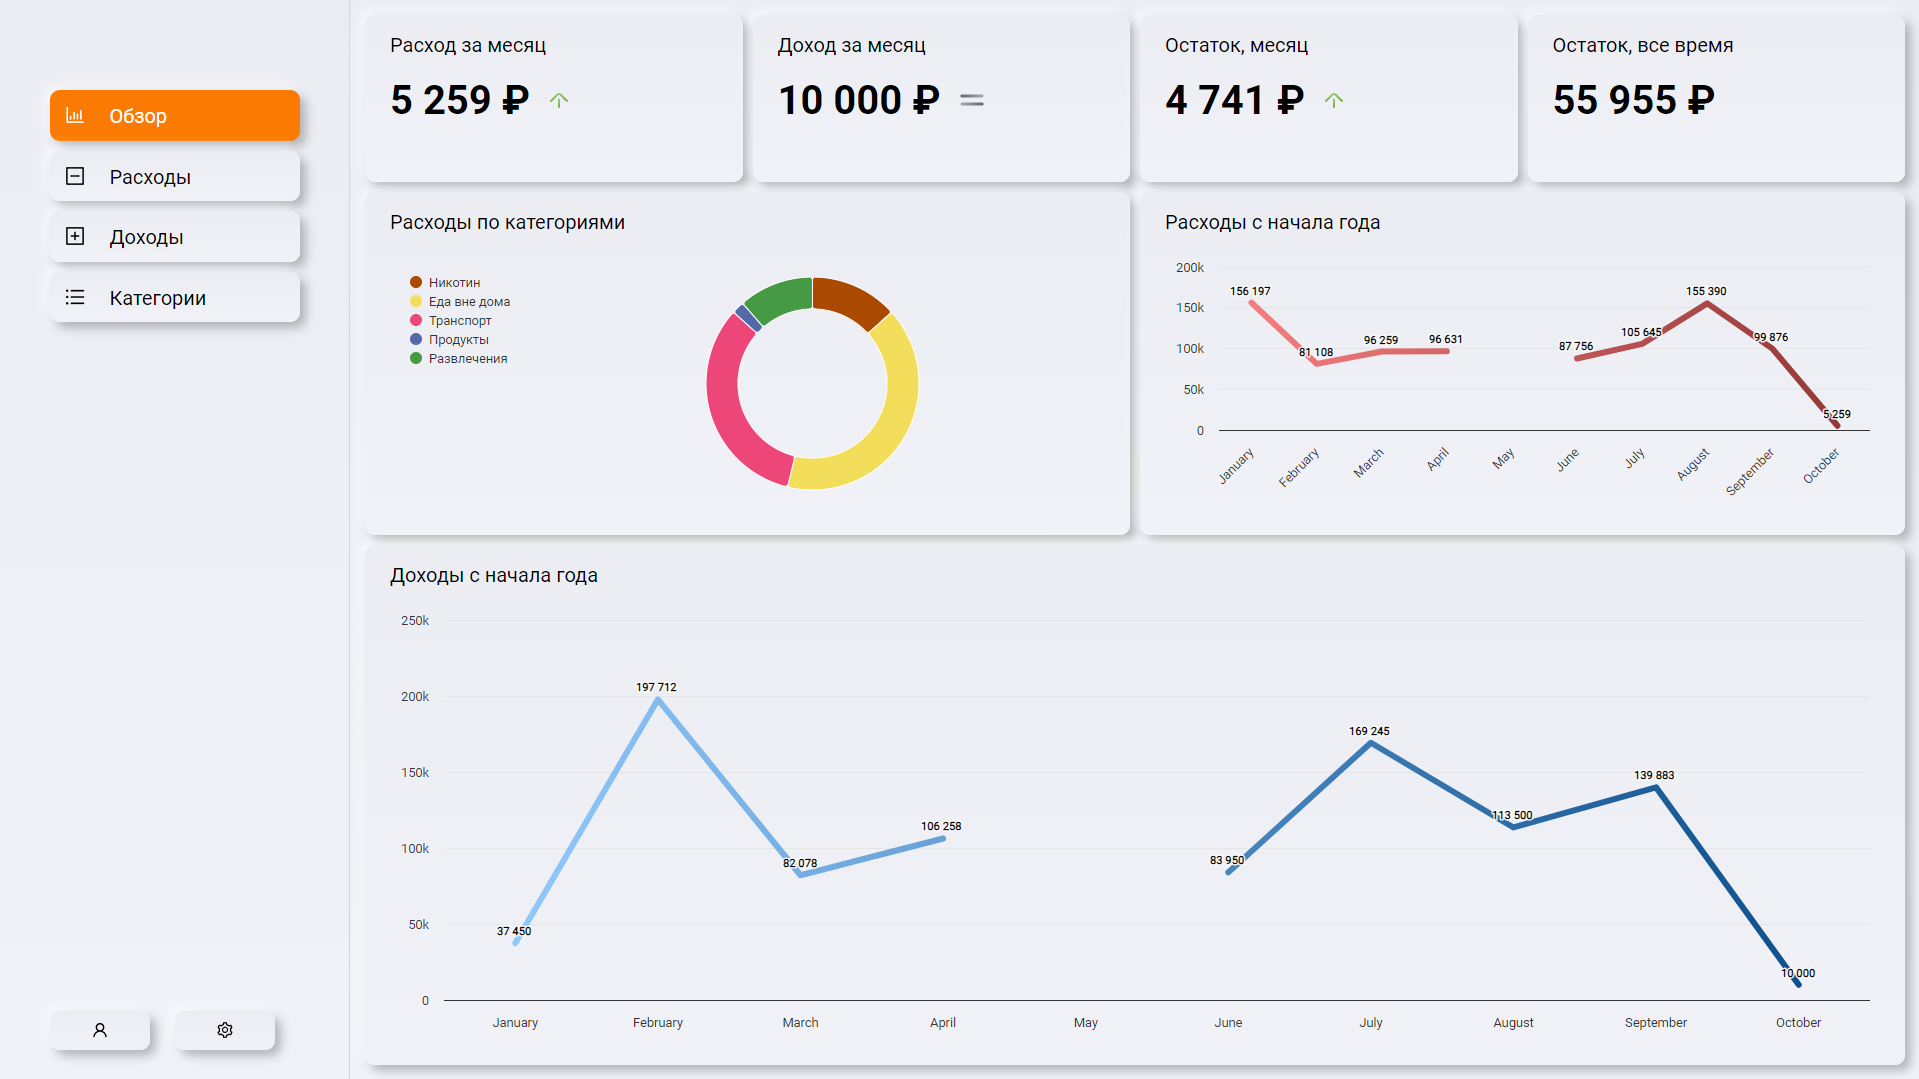 Обзор
Расходы
Доходы
Категории
Расход за месяц
5 259 ₽
Доход за месяц
10 000 ₽
Остаток, месяц
4 741 ₽
Остаток, все время
55 955 ₽
Расходы по категориями
Никотин
Еда вне дома
Транспорт
Продукты
Развлечения
Расходы с начала года
200k
150k
100k
50k
0
156 197
81 108
96 259
96 631
87 756
105 645
155 390
99 876
5 259
January
February
March
April
May
June
July
August
September
October
Доходы с начала года
250k
200k
150k
100k
50k
0
37 450
197 712
82 078
106 258
83 950
169 245
113 500
139 883
10 000
January
February
March
April
May
June
July
August
September
October